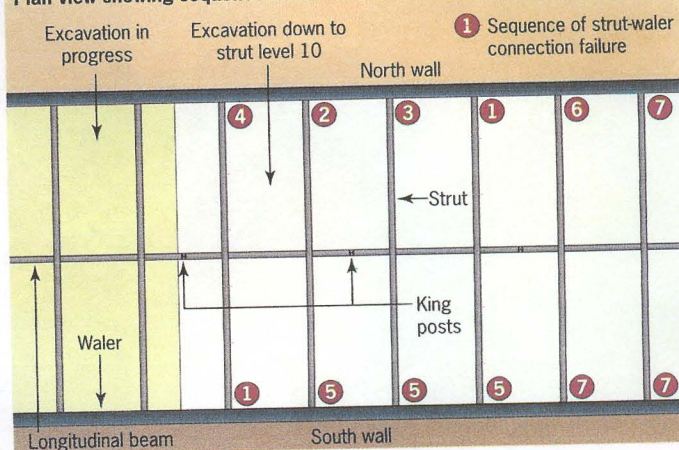 Excavation in
progress
Excavation down to
strut level 10
1 Sequence of strut-waler
connection failure
North wall
4
2
3
1
6
7
Strut
King
posts
Waler
1
5
5
5
7
7
Longitudinal beam
South wall